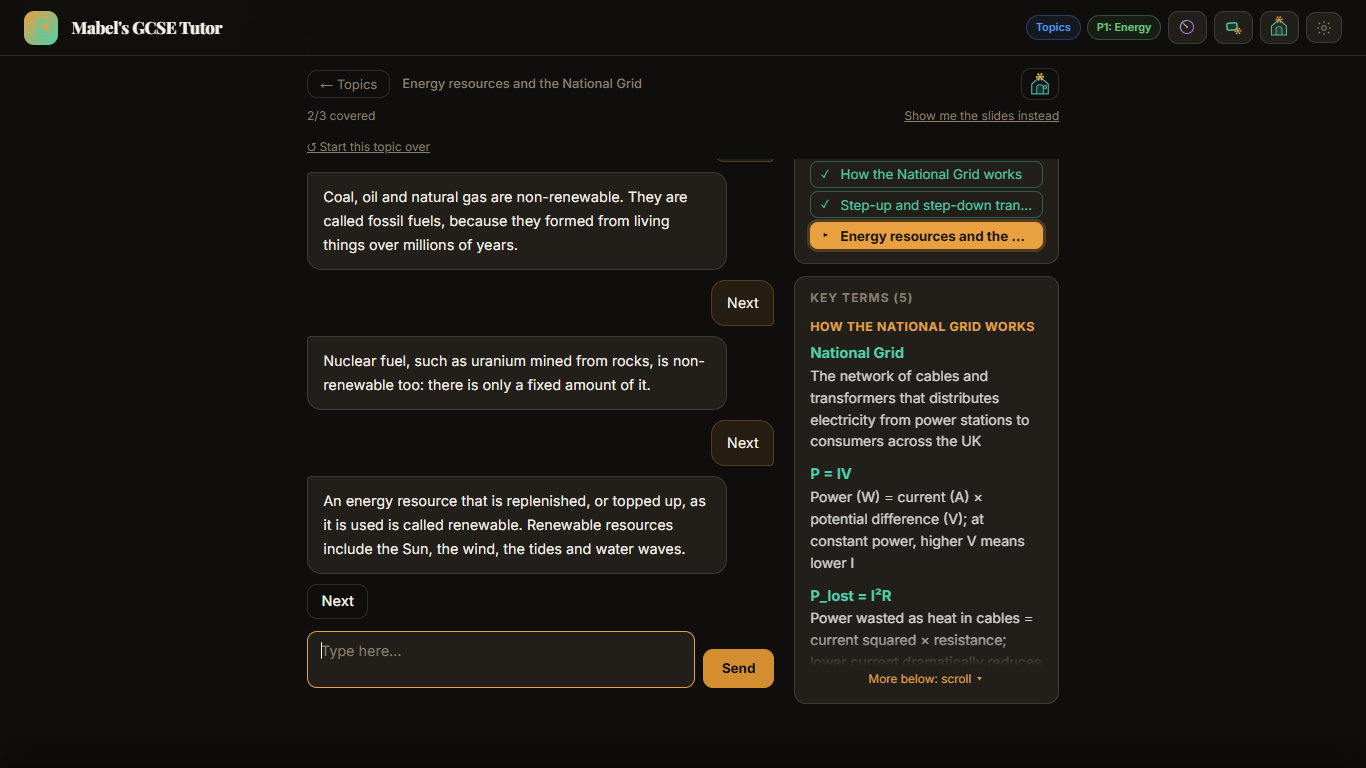 Mabel's GCSE Tutor
Topics
P1: Energy
← Topics
Energy resources and the National Grid
2/3 covered
Show me the slides instead
↺ Start this topic over
Coal, oil and natural gas are non-renewable. They are
called fossil fuels, because they formed from living
things over millions of years.
Next
Nuclear fuel, such as uranium mined from rocks, is non-
renewable too: there is only a fixed amount of it.
Next
An energy resource that is replenished, or topped up, as
it is used is called renewable. Renewable resources
include the Sun, the wind, the tides and water waves.
Next
Type here...
Send
✓ How the National Grid works
✓ Step-up and step-down tran...
‣ Energy resources and the ...
KEY TERMS (5)
HOW THE NATIONAL GRID WORKS
National Grid
The network of cables and
transformers that distributes
electricity from power stations to
consumers across the UK
P = IV
Power (W) = current (A) ×
potential difference (V); at
constant power, higher V means
lower I
P_lost = I²R
Power wasted as heat in cables =
current squared × resistance;
lower current dramatically reduces
More below: scroll ▾